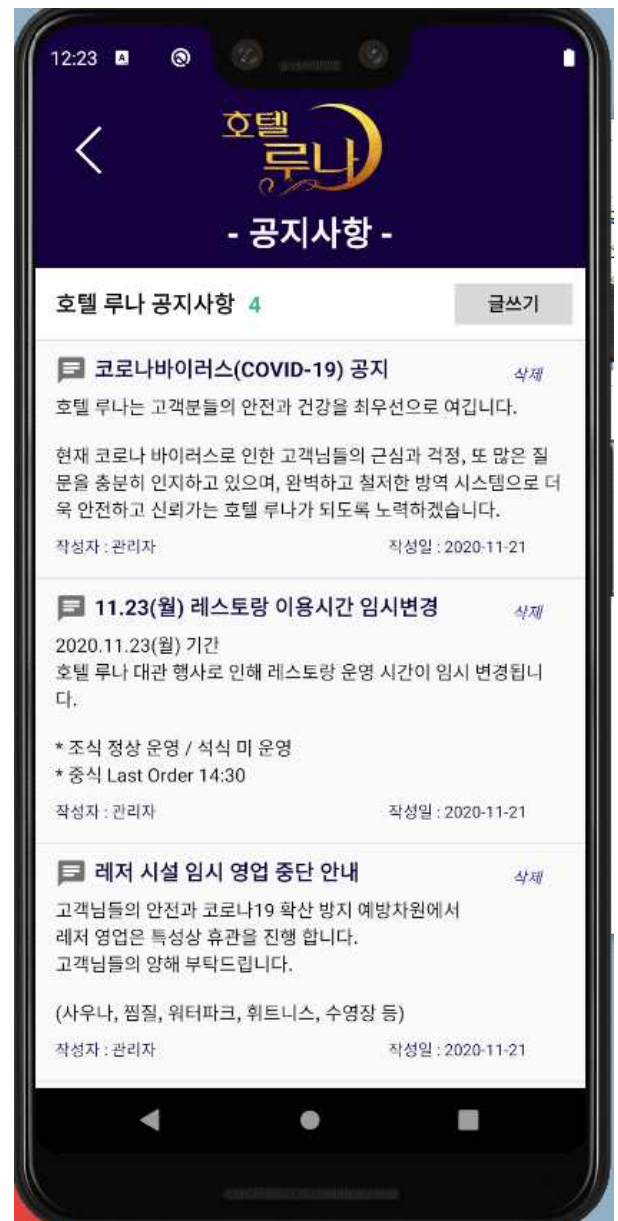 12:23
호텔
루나
- 공지사항 -
호텔 루나 공지사항 4
글쓰기
코로나바이러스(COVID-19) 공지
삭제
호텔 루나는 고객분들의 안전과 건강을 최우선으로 여깁니다.
현재 코로나 바이러스로 인한 고객님들의 근심과 걱정, 또 많은 질
문을 충분히 인지하고 있으며, 완벽하고 철저한 방역 시스템으로 더
욱 안전하고 신뢰가는 호텔 루나가 되도록 노력하겠습니다.
작성자 : 관리자
작성일 : 2020-11-21
11.23(월) 레스토랑 이용시간 임시변경
삭제
2020.11.23(월) 기간
호텔 루나 대관 행사로 인해 레스토랑 운영 시간이 임시 변경됩니
다.
* 조식 정상 운영 / 석식 미 운영
* 중식 Last Order 14:30
작성자 : 관리자
작성일 : 2020-11-21
레저 시설 임시 영업 중단 안내
삭제
고객님들의 안전과 코로나19 확산 방지 예방차원에서
레저 영업은 특성상 휴관을 진행 합니다.
고객님들의 양해 부탁드립니다.
(사우나, 찜질, 워터파크, 휘트니스, 수영장 등)
작성자 : 관리자
작성일 : 2020-11-21